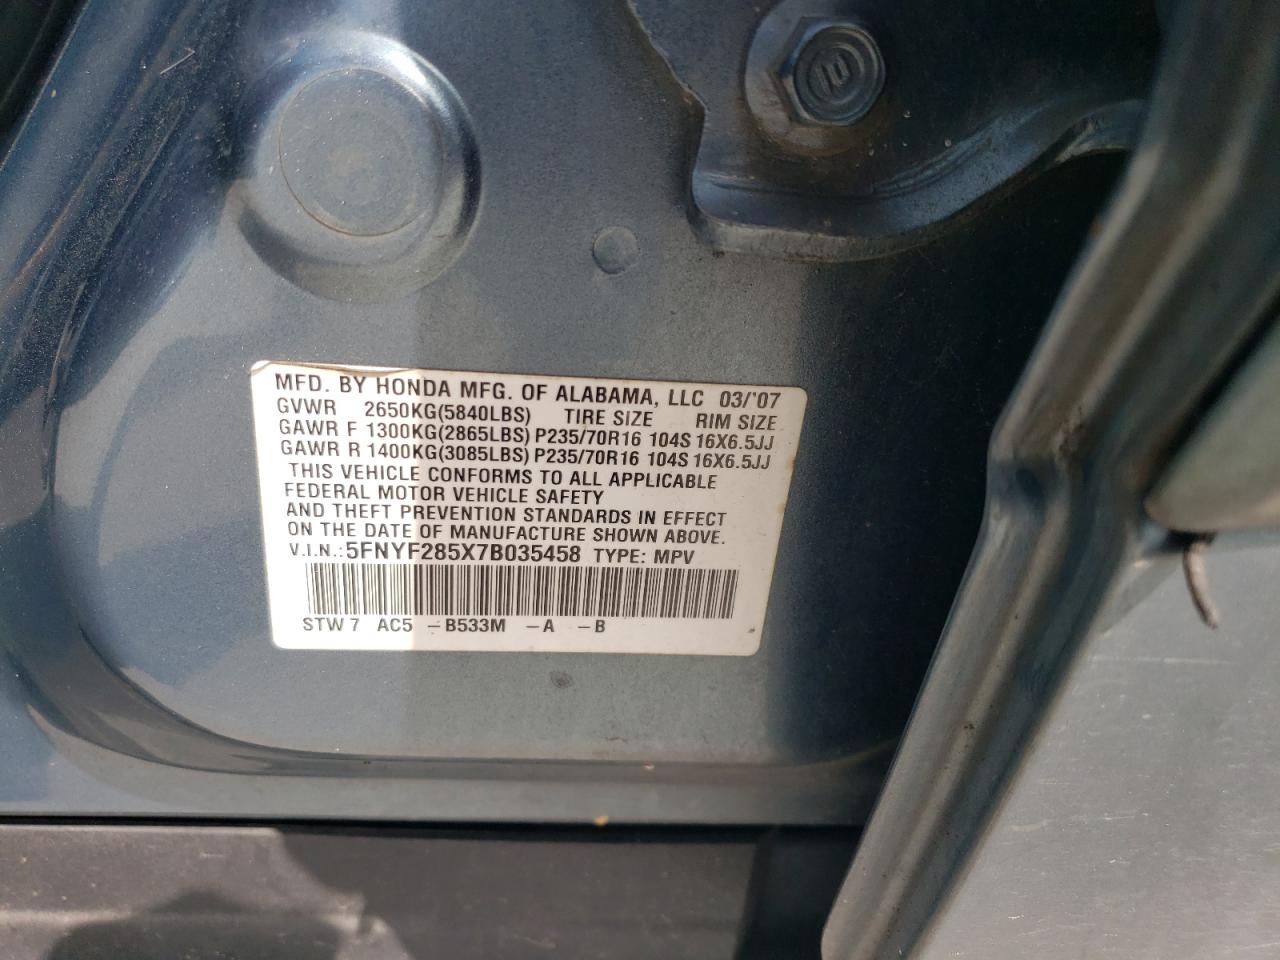 MFD. BY HONDA MFG. OF ALABAMA, LLC 03/'07
GVWR 2650KG(5840LBS) TIRE SIZE RIM SIZE
GAWR F 1300KG(2865LBS) P235/70R16 104S 16X6.5JJ
GAWR R 1400KG(3085LBS) P235/70R16 104S 16X6.5JJ
THIS VEHICLE CONFORMS TO ALL APPLICABLE
FEDERAL MOTOR VEHICLE SAFETY
AND THEFT PREVENTION STANDARDS IN EFFECT
ON THE DATE OF MANUFACTURE SHOWN ABOVE.
V.I.N.: 5FNYF285X7B035458 TYPE: MPV
STW 7 AC5 – B533M – A – B